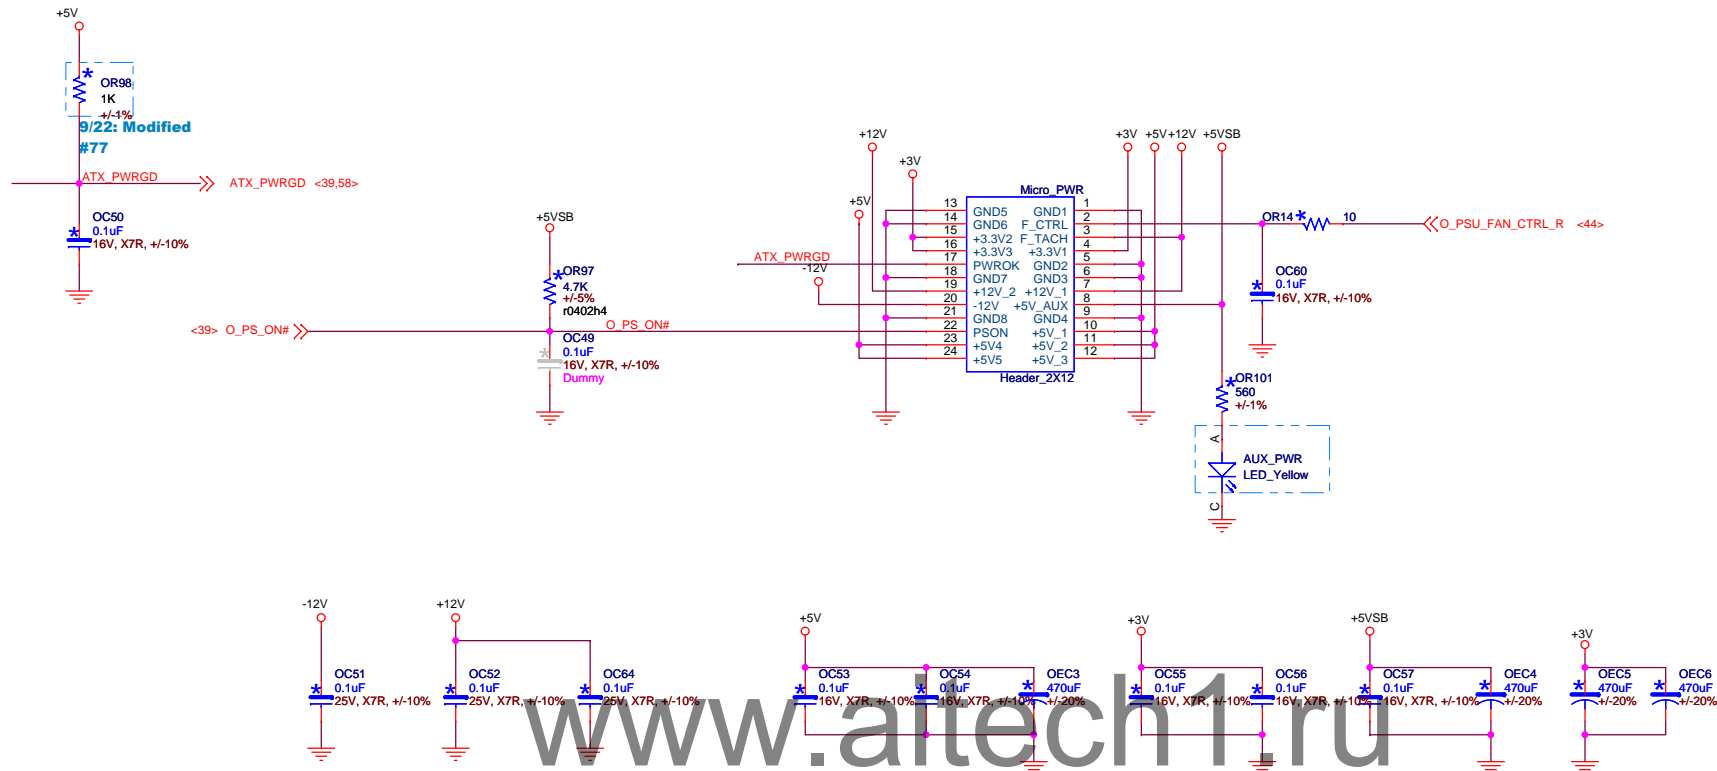 +5V
OR98
1K
+/-1%
9/22: Modified
#77
ATX_PWRGD
ATX_PWRGD <39,58>
OC50
0.1uF
16V, X7R, +/-10%
+5VSB
OR97
4.7K
+/-5%
r0402h4
<39> O_PS_ON#
O_PS_ON#
OC49
0.1uF
16V, X7R, +/-10%
Dummy
+12V
+3V
+5V
ATX_PWRGD
-12V
+3V +5V +12V +5VSB
Micro_PWR
13 GND5 GND1 1
14 GND6 F_CTRL 2
15 +3.3V2 F_TACH 3
16 +3.3V3 +3.3V1 4
17 PWROK GND2 5
18 GND7 GND3 6
19 +12V_2 +12V_1 7
20 -12V +5V_AUX 8
21 GND8 GND4 9
22 PSON +5V_1 10
23 +5V4 +5V_2 11
24 +5V5 +5V_3 12
Header_2X12
OR14 10
O_PSU_FAN_CTRL_R <44>
OC60
0.1uF
16V, X7R, +/-10%
OR101
560
+/-1%
A
AUX_PWR
LED_Yellow
C
-12V
OC51
0.1uF
25V, X7R, +/-10%
+12V
OC52
0.1uF
25V, X7R, +/-10%
OC64
0.1uF
25V, X7R, +/-10%
+5V
OC53
0.1uF
16V, X7R, +/-10%
OC54
0.1uF
16V, X7R, +/-10%
OEC3
470uF
+/-20%
+3V
OC55
0.1uF
16V, X7R, +/-10%
OC56
0.1uF
16V, X7R, +/-10%
+5VSB
OC57
0.1uF
16V, X7R, +/-10%
OEC4
470uF
+/-20%
+3V
OEC5
470uF
+/-20%
OEC6
470uF
+/-20%
www.aitech1.ru